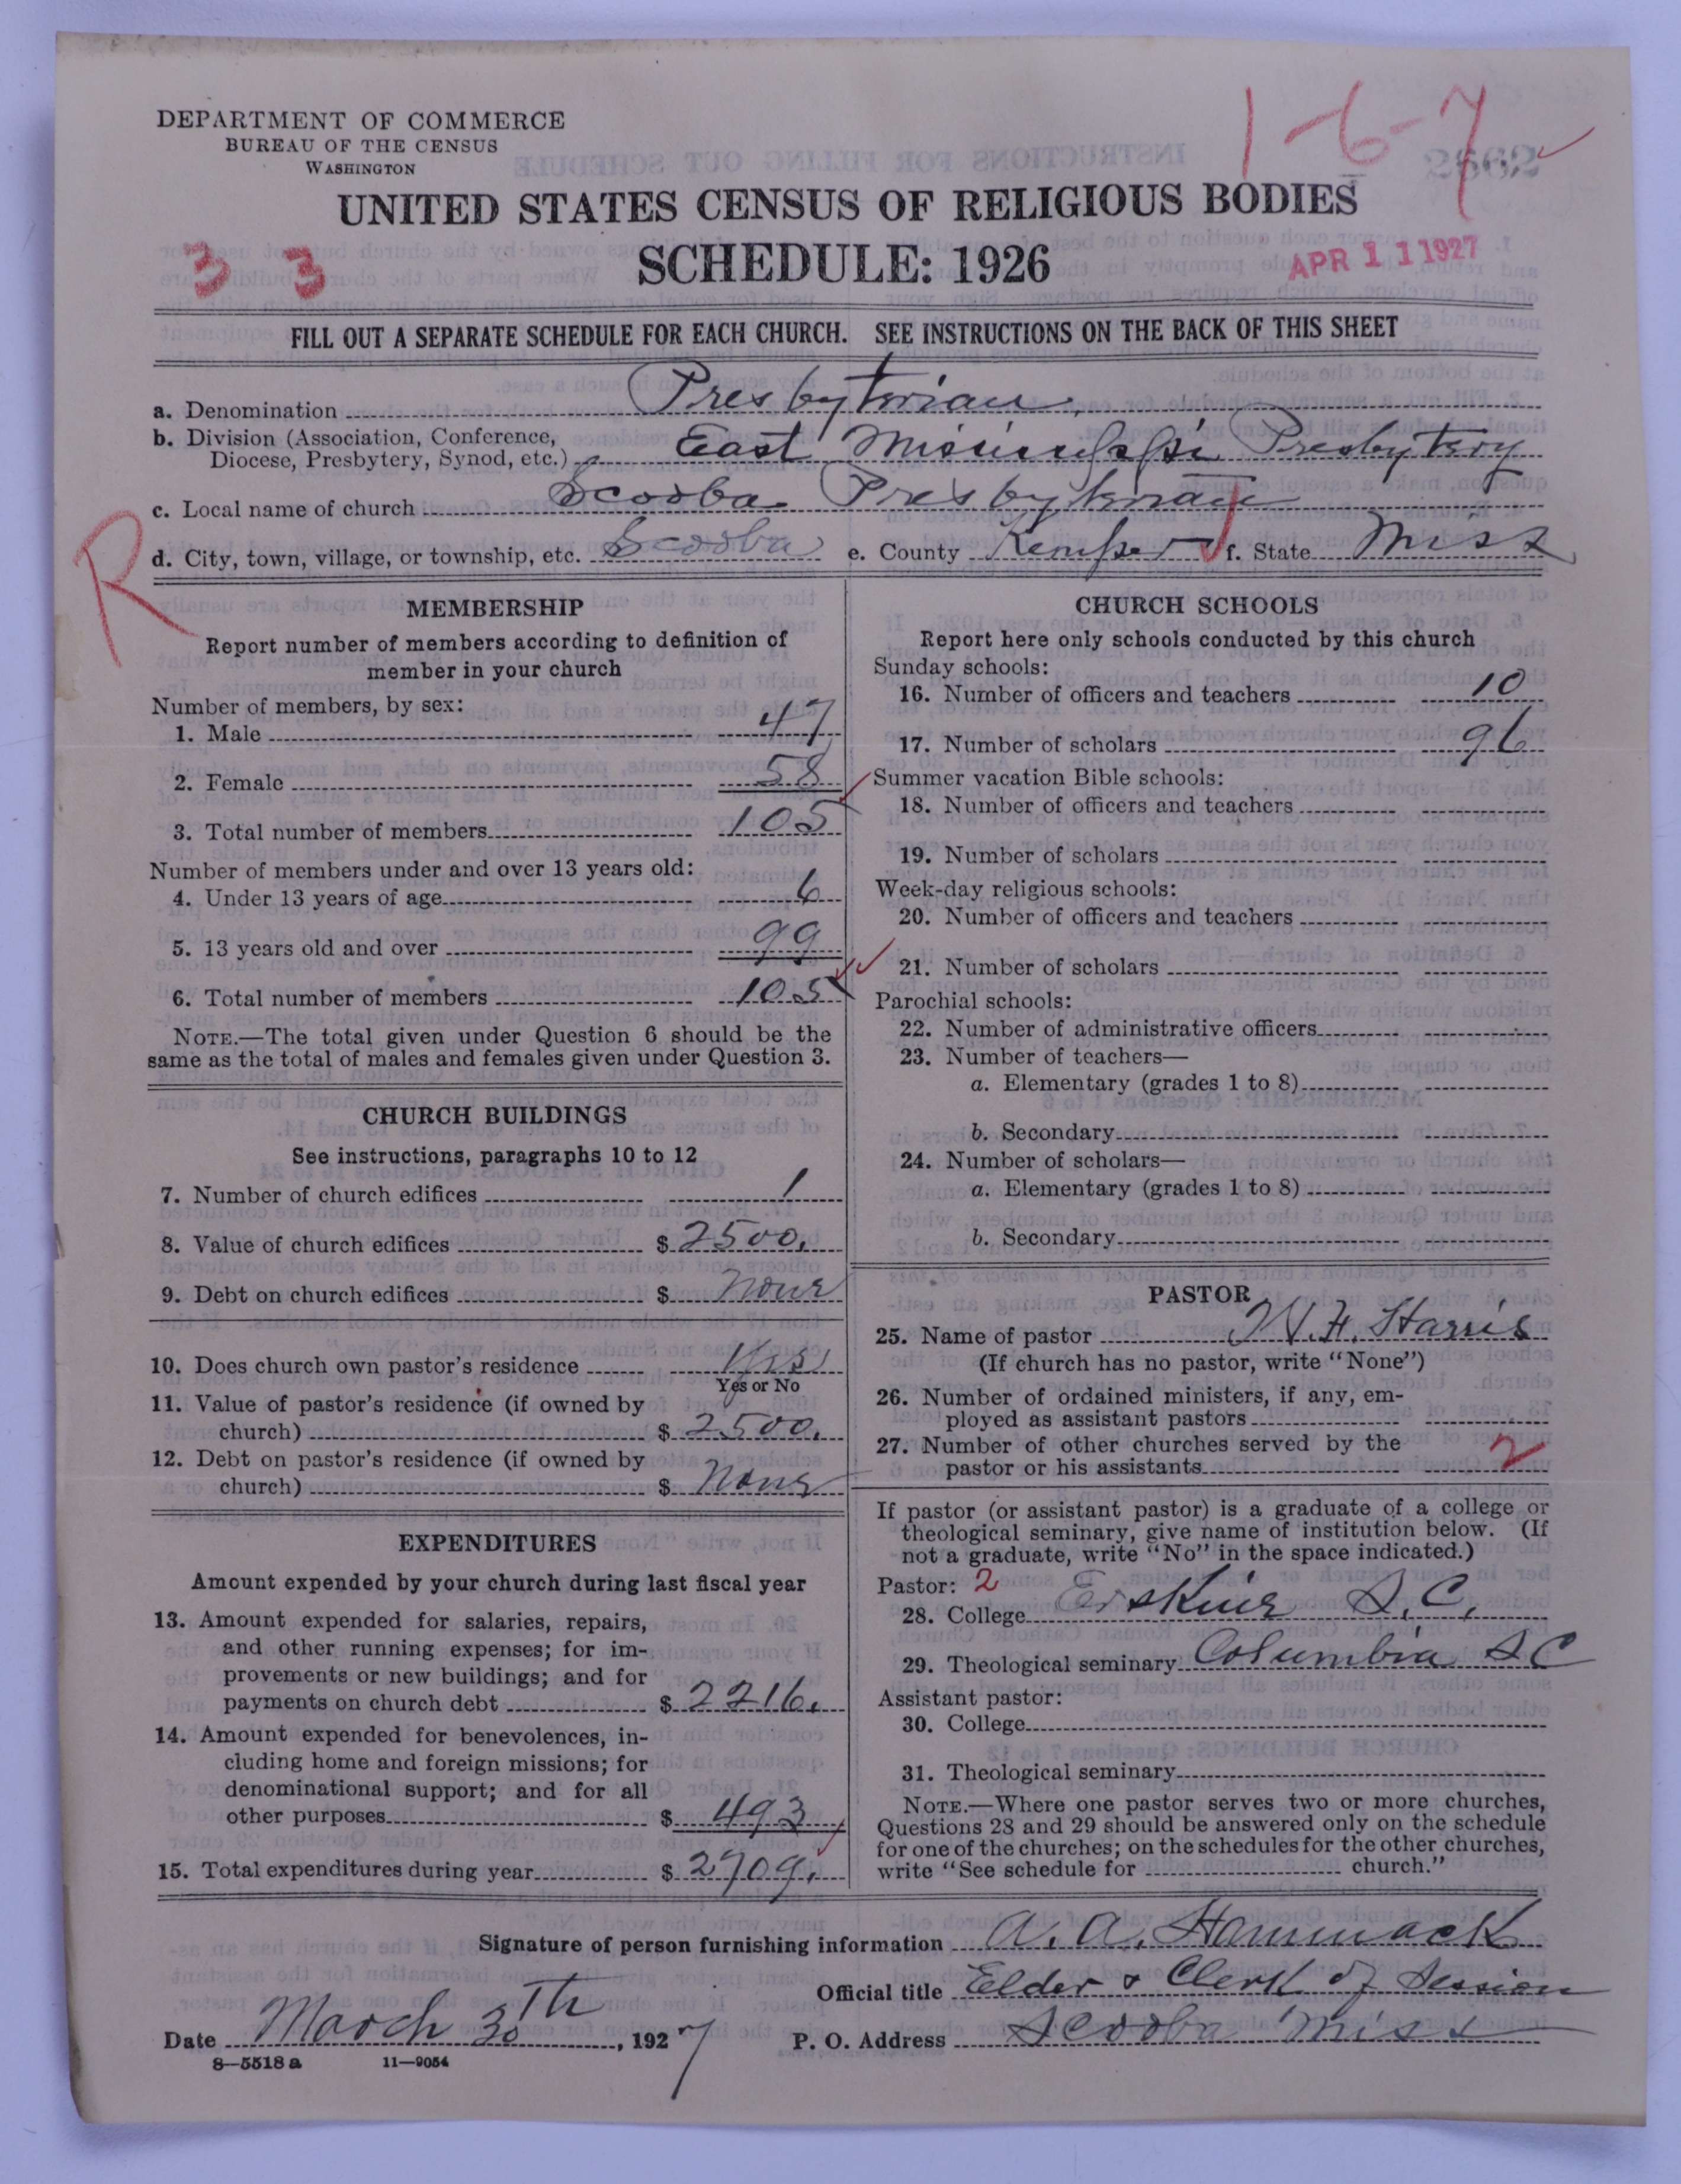 DEPARTMENT OF COMMERCE
BUREAU OF THE CENSUS
WASHINGTON
1-6-7
2662
UNITED STATES CENSUS OF RELIGIOUS BODIES
3 3
SCHEDULE: 1926
APR 11 1927
FILL OUT A SEPARATE SCHEDULE FOR EACH CHURCH. SEE INSTRUCTIONS ON THE BACK OF THIS SHEET
a. Denomination Presbyterian.
b. Division (Association, Conference,
Diocese, Presbytery, Synod, etc.) East Mississippi Presbytery
c. Local name of church Scooba Presbyterian
R
d. City, town, village, or township, etc. Scooba e. County Kemper f. State Miss
MEMBERSHIP
Report number of members according to definition of
member in your church
Number of members, by sex:
1. Male 47
2. Female 58
3. Total number of members 105
Number of members under and over 13 years old:
4. Under 13 years of age 6
5. 13 years old and over 99
6. Total number of members 105
NOTE.—The total given under Question 6 should be the
same as the total of males and females given under Question 3.
CHURCH BUILDINGS
See instructions, paragraphs 10 to 12
7. Number of church edifices 1
8. Value of church edifices $ 2500.
9. Debt on church edifices $ None
10. Does church own pastor's residence Yes
Yes or No
11. Value of pastor's residence (if owned by
church) $ 2500.
12. Debt on pastor's residence (if owned by
church) $ None
EXPENDITURES
Amount expended by your church during last fiscal year
13. Amount expended for salaries, repairs,
and other running expenses; for im-
provements or new buildings; and for
payments on church debt $ 2216.
14. Amount expended for benevolences, in-
cluding home and foreign missions; for
denominational support; and for all
other purposes $ 493
15. Total expenditures during year $ 2709.
CHURCH SCHOOLS
Report here only schools conducted by this church
Sunday schools:
16. Number of officers and teachers 10
17. Number of scholars 96
Summer vacation Bible schools:
18. Number of officers and teachers
19. Number of scholars
Week-day religious schools:
20. Number of officers and teachers
21. Number of scholars
Parochial schools:
22. Number of administrative officers
23. Number of teachers—
a. Elementary (grades 1 to 8)
b. Secondary
24. Number of scholars—
a. Elementary (grades 1 to 8)
b. Secondary
PASTOR
25. Name of pastor W. H. Harris
(If church has no pastor, write "None")
26. Number of ordained ministers, if any, em-
ployed as assistant pastors
27. Number of other churches served by the
pastor or his assistants 2
If pastor (or assistant pastor) is a graduate of a college or
theological seminary, give name of institution below. (If
not a graduate, write "No" in the space indicated.)
Pastor: 2
28. College Erskine S.C.
29. Theological seminary Columbia SC
Assistant pastor:
30. College
31. Theological seminary
NOTE.—Where one pastor serves two or more churches,
Questions 28 and 29 should be answered only on the schedule
for one of the churches; on the schedules for the other churches,
write "See schedule for church."
Signature of person furnishing information A. A. Hammack
Official title Elder & Clerk of Session
Date March 30th, 1927 P. O. Address Scooba Miss
8—5518 a 11—9054